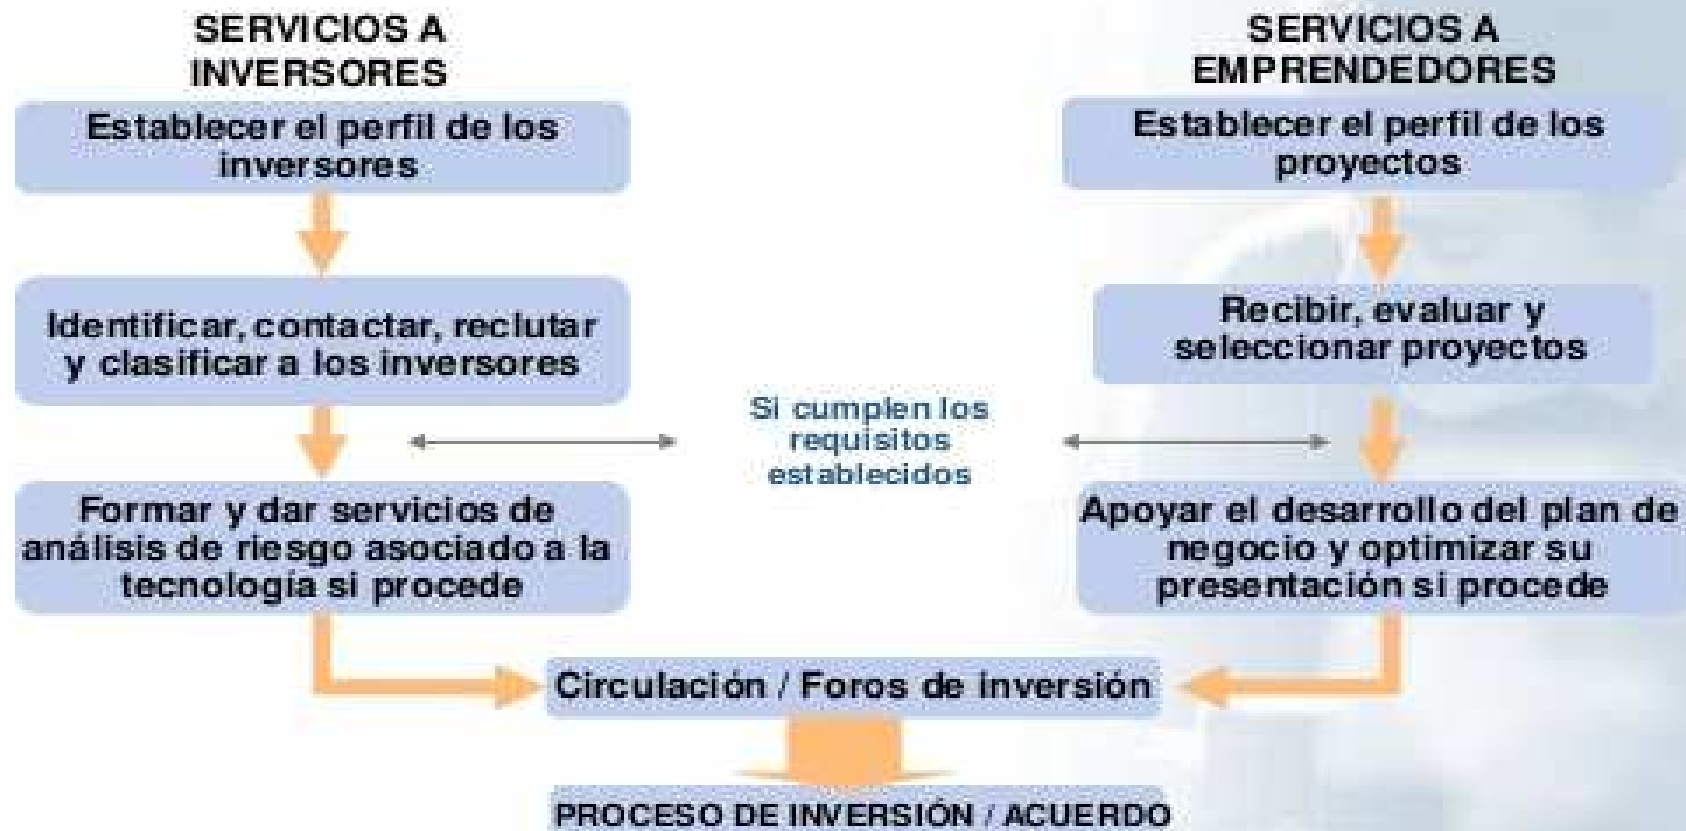 SERVICIOS A
INVERSORES
Establecer el perfil de los
inversores
Identificar, contactar, reclutar
y clasificar a los inversores
Formar y dar servicios de
análisis de riesgo asociado a la
tecnología si procede
SERVICIOS A
EMPRENDEDORES
Establecer el perfil de los
proyectos
Recibir, evaluar y
seleccionar proyectos
Apoyar el desarrollo del plan de
negocio y optimizar su
presentación si procede
Si cumplen los
requisitos
establecidos
Circulación / Foros de inversión
PROCESO DE INVERSIÓN / ACUERDO